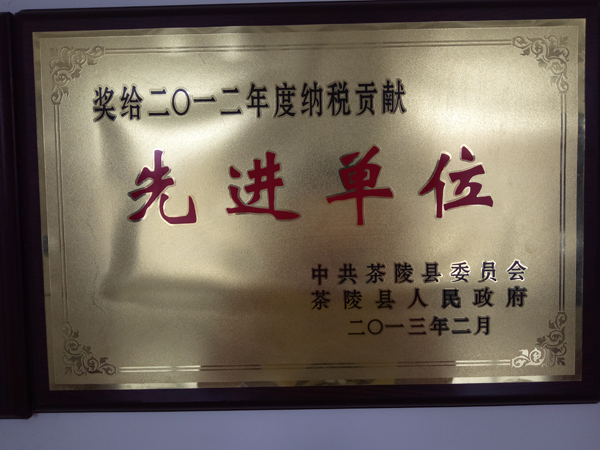 奖给二〇一二年度纳税贡献
先进单位
中共茶陵县委员会
茶陵县人民政府
二〇一三年二月